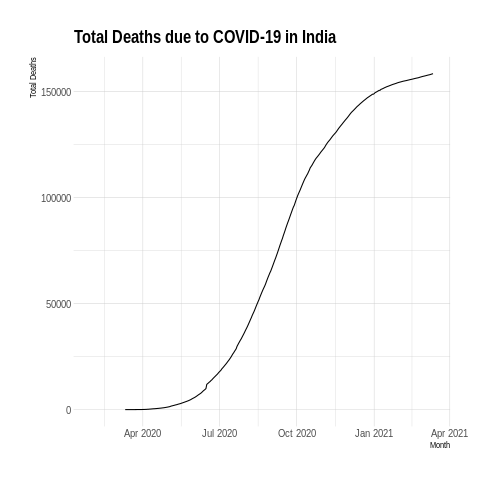 Total Deaths due to COVID-19 in India
Total Deaths
150000
100000
50000
0
Apr 2020 Jul 2020 Oct 2020 Jan 2021 Apr 2021
Month